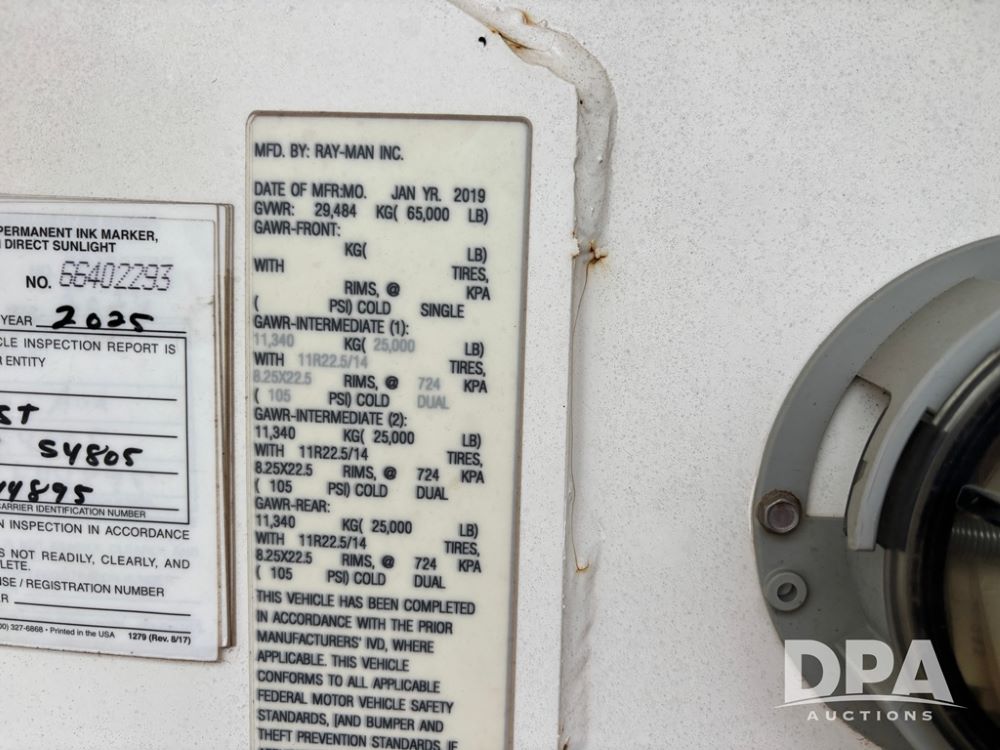 PERMANENT INK MARKER,
DIRECT SUNLIGHT
NO. 66402293
YEAR 2025
CLE INSPECTION REPORT IS
ENTITY
ST
54805
44895
CARRIER IDENTIFICATION NUMBER
N INSPECTION IN ACCORDANCE
S NOT READILY, CLEARLY, AND
LETE.
NSE / REGISTRATION NUMBER
R
00) 327-6868 • Printed in the USA 1279 (Rev. 8/17)
MFD. BY: RAY-MAN INC.
DATE OF MFR:MO. JAN YR. 2019
GVWR: 29,484 KG( 65,000 LB)
GAWR-FRONT:
KG( LB)
WITH TIRES,
RIMS, @ KPA
( PSI) COLD SINGLE
GAWR-INTERMEDIATE (1):
11,340 KG( 25,000 LB)
WITH 11R22.5/14 TIRES,
8.25X22.5 RIMS, @ 724 KPA
( 105 PSI) COLD DUAL
GAWR-INTERMEDIATE (2):
11,340 KG( 25,000 LB)
WITH 11R22.5/14 TIRES,
8.25X22.5 RIMS, @ 724 KPA
( 105 PSI) COLD DUAL
GAWR-REAR:
11,340 KG( 25,000 LB)
WITH 11R22.5/14 TIRES,
8.25X22.5 RIMS, @ 724 KPA
( 105 PSI) COLD DUAL
THIS VEHICLE HAS BEEN COMPLETED
IN ACCORDANCE WITH THE PRIOR
MANUFACTURERS' IVD, WHERE
APPLICABLE. THIS VEHICLE
CONFORMS TO ALL APPLICABLE
FEDERAL MOTOR VEHICLE SAFETY
STANDARDS, [AND BUMPER AND
THEFT PREVENTION STANDARDS, IF
DPA
AUCTIONS